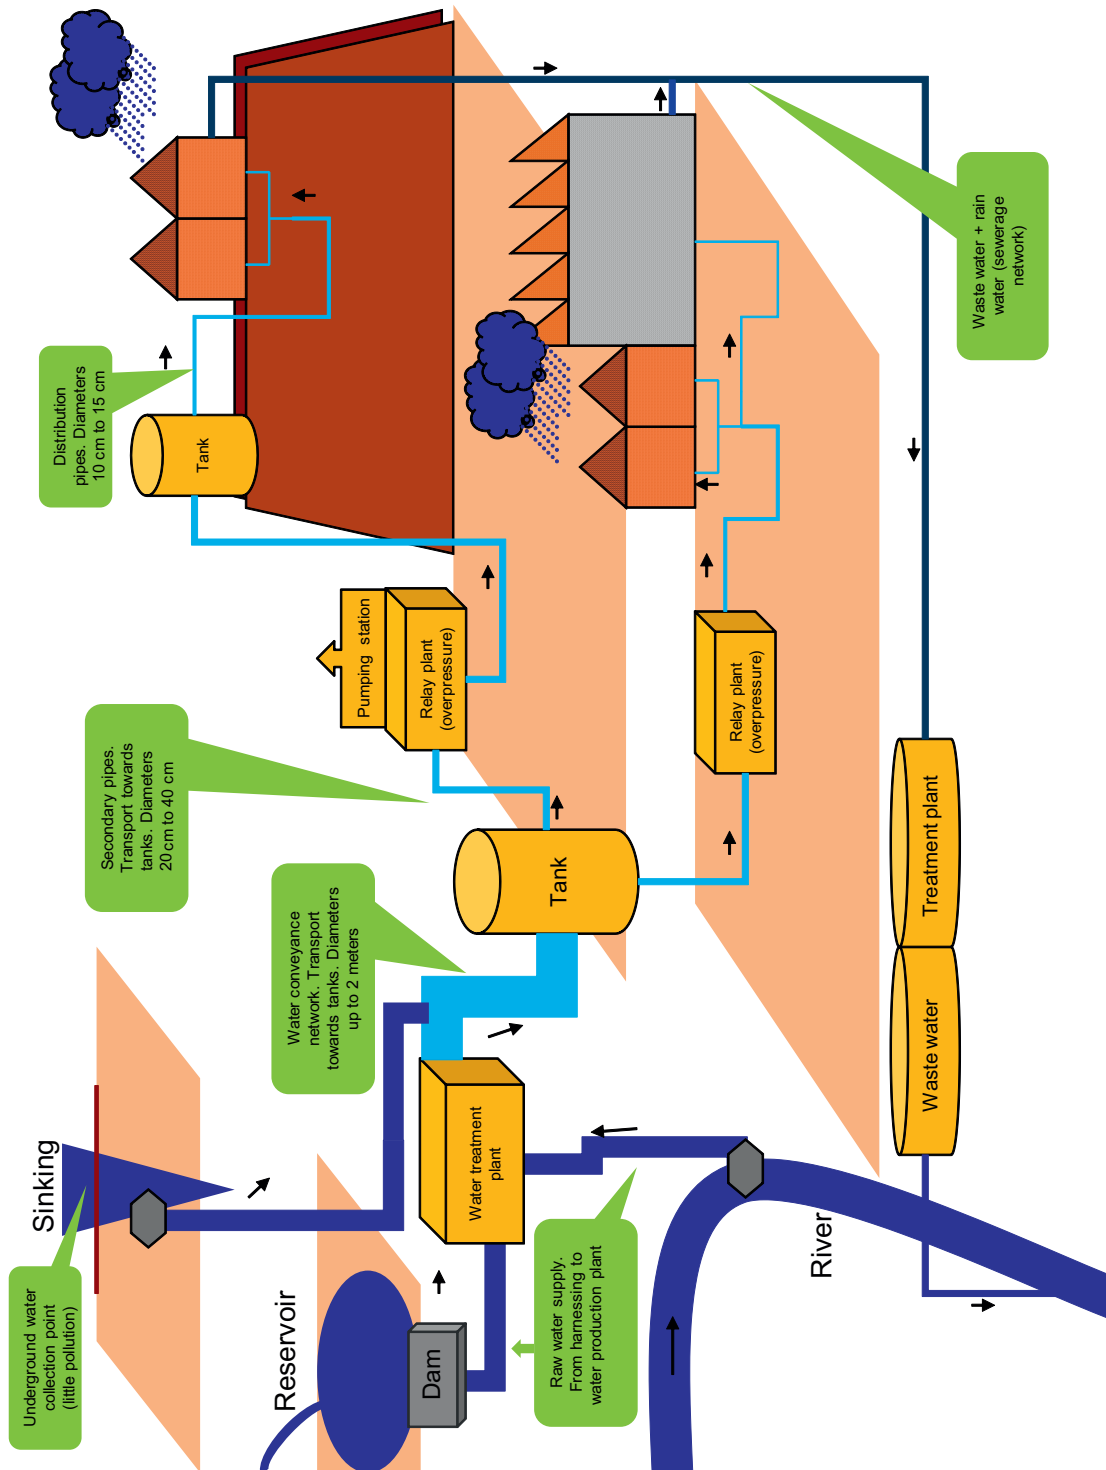 Underground water
collection point
(little pollution)
Sinking
Reservoir
Dam
Raw water supply.
From harnessing to
water production plant
River
Water treatment
plant
Water conveyance
network. Transport
towards tanks. Diameters
up to 2 meters
Secondary pipes.
Transport towards
tanks. Diameters
20 cm to 40 cm
Tank
Pumping station
Relay plant
(overpressure)
Relay plant
(overpressure)
Distribution
pipes. Diameters
10 cm to 15 cm
Tank
Waste water + rain
water (sewerage
network)
Waste water
Treatment plant